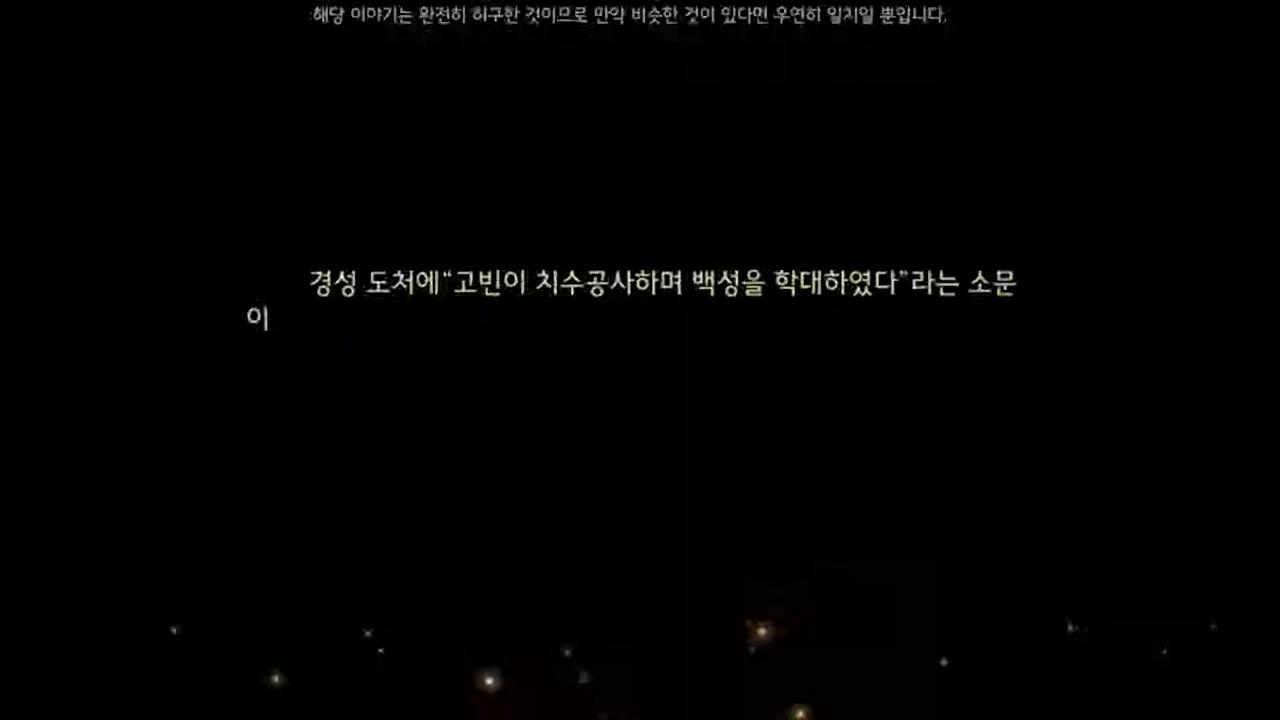 해당 이야기는 완전히 허구한 것이므로 만약 비슷한 것이 있다면 우연히 일치일 뿐입니다.
경성 도처에“고빈이 치수공사하며 백성을 학대하였다”라는 소문
이